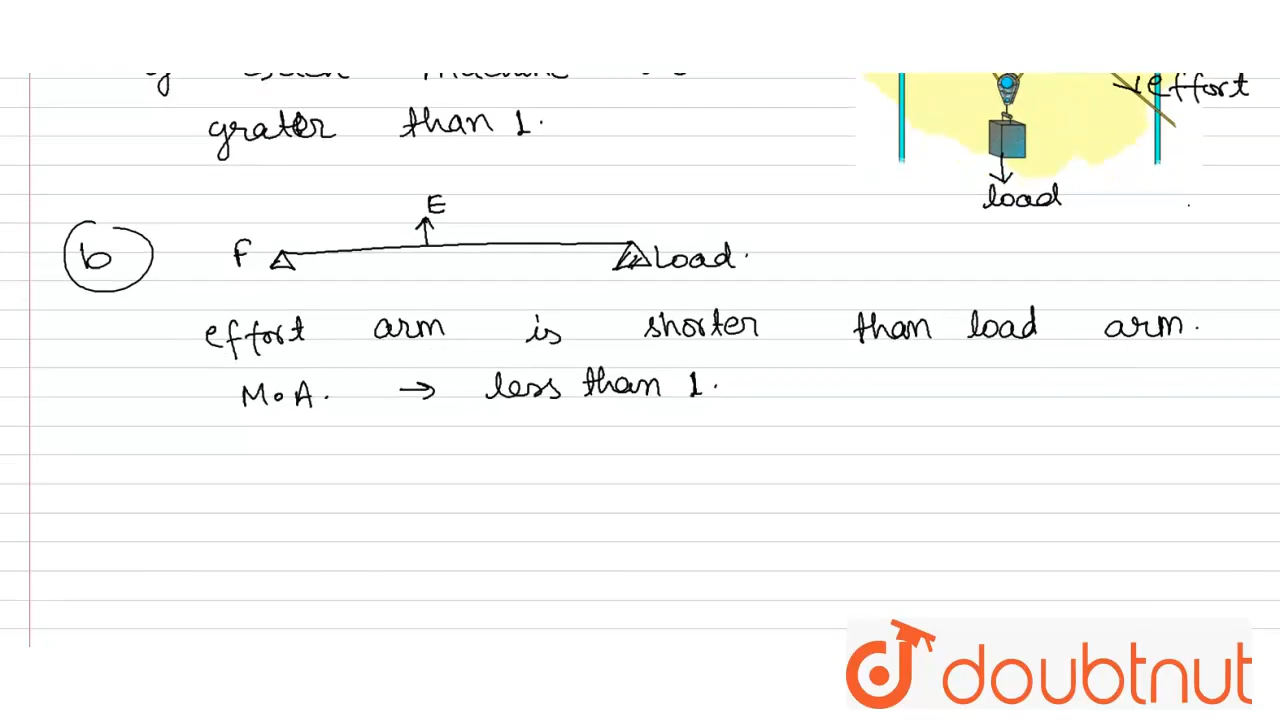 grater than 1.
effort
load
b
E
F
Load.
effort arm is shorter than load arm.
M.A. → less than 1.
doubtnut